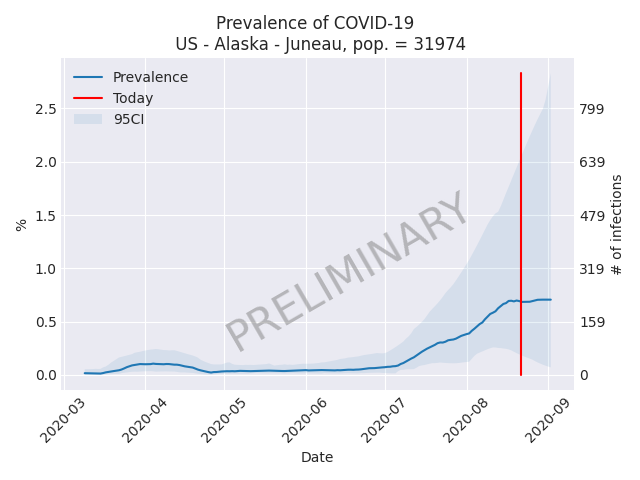 Prevalence of COVID-19
US - Alaska - Juneau, pop. = 31974
Prevalence
Today
95CI
PRELIMINARY
%
2.5
2.0
1.5
1.0
0.5
0.0
799
639
479
319
159
0
# of infections
2020-03
2020-04
2020-05
2020-06
2020-07
2020-08
2020-09
Date